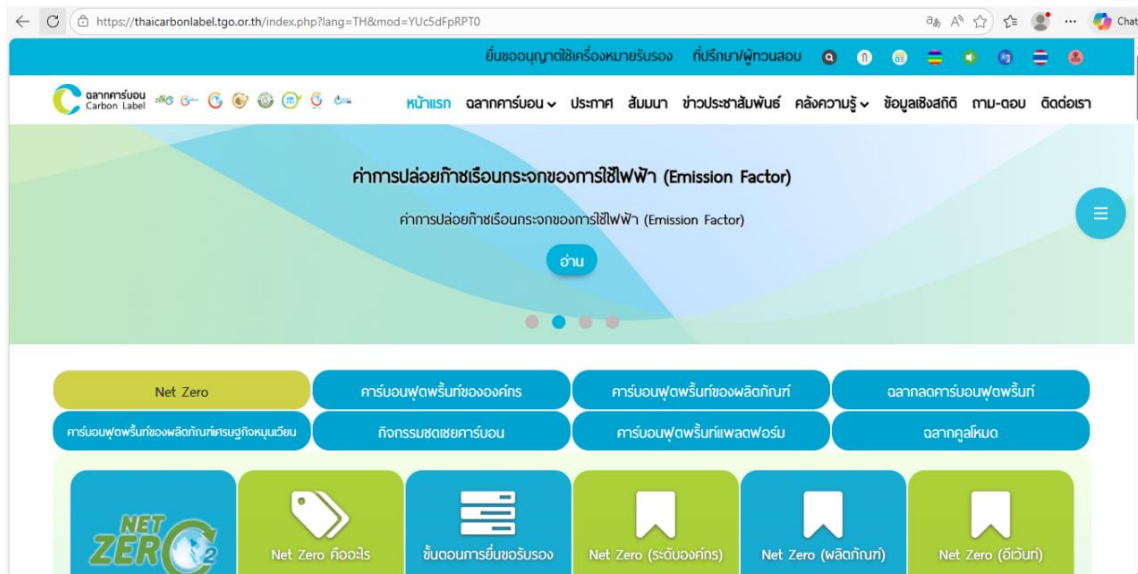 https://thaicarbonlabel.tgo.or.th/index.php?lang=TH&mod=YUc5dFpRPT0
Chat
ยื่นขออนุญาตใช้เครื่องหมายรับรอง ที่ปรึกษา/ผู้ทวนสอบ
ฉลากคาร์บอน
Carbon Label
หน้าแรก ฉลากคาร์บอน ประกาศ สัมมนา ข่าวประชาสัมพันธ์ คลังความรู้ ข้อมูลเชิงสถิติ ถาม-ตอบ ติดต่อเรา
ค่าการปล่อยก๊าซเรือนกระจกของการใช้ไฟฟ้า (Emission Factor)
ค่าการปล่อยก๊าซเรือนกระจกของการใช้ไฟฟ้า (Emission Factor)
อ่าน
Net Zero คาร์บอนฟุตพริ้นท์ขององค์กร คาร์บอนฟุตพริ้นท์ของผลิตภัณฑ์ ฉลากลดคาร์บอนฟุตพริ้นท์
คาร์บอนฟุตพริ้นท์ของผลิตภัณฑ์เศรษฐกิจหมุนเวียน กิจกรรมชดเชยคาร์บอน คาร์บอนฟุตพริ้นท์แพลตฟอร์ม ฉลากคูลโหมด
NET
ZERO
Net Zero คืออะไร ขั้นตอนการยื่นขอรับรอง Net Zero (ระดับองค์กร) Net Zero (ผลิตภัณฑ์) Net Zero (อีเว้นท์)